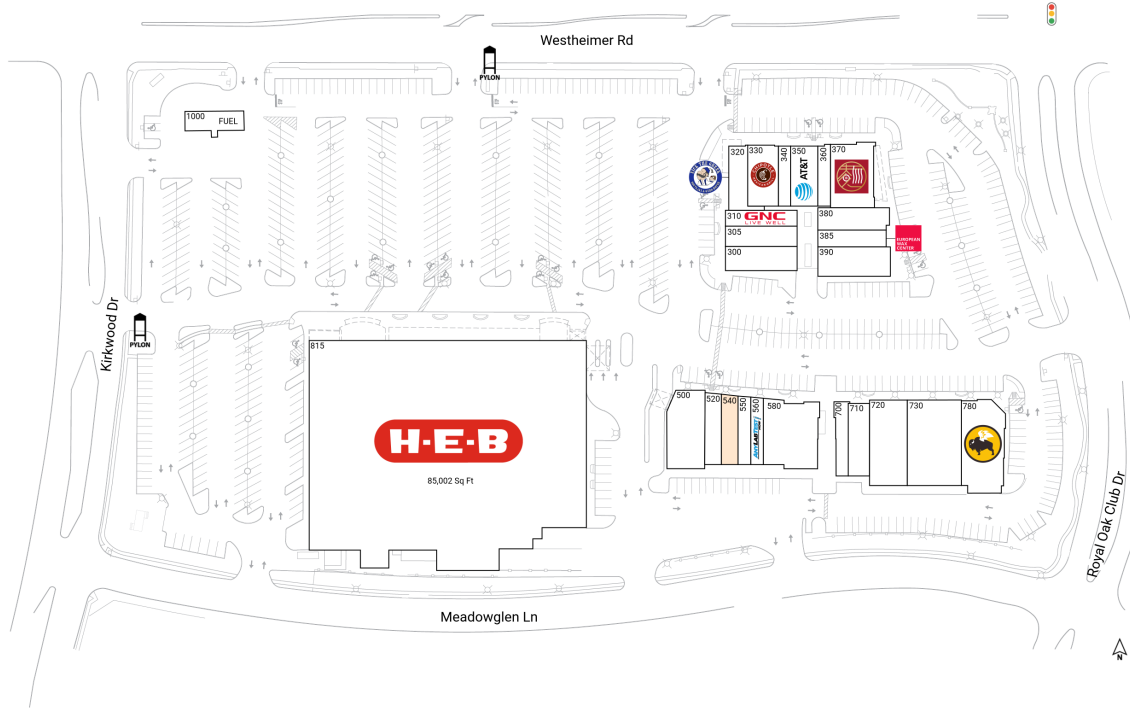 Westheimer Rd
PYLON
1000
FUEL
320
330
340
350
360
370
AT&T
310
GNC
LIVE WELL
380
305
385
EUROPEAN
WAX
CENTER
300
390
Kirkwood Dr
PYLON
815
H-E-B
85,002 Sq Ft
500
520
540
550
560
580
700
710
720
730
780
Royal Oak Club Dr
Meadowglen Ln
N